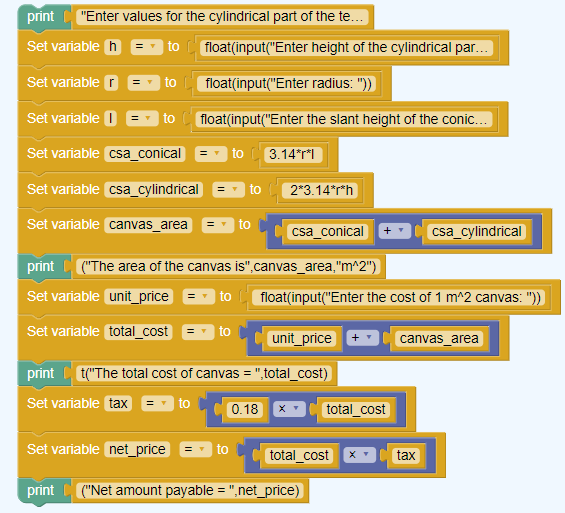 print "Enter values for the cylindrical part of the te...
Set variable h = to float(input("Enter height of the cylindrical par...
Set variable r = to float(input("Enter radius: "))
Set variable l = to float(input("Enter the slant height of the conic...
Set variable csa_conical = to 3.14*r*l
Set variable csa_cylindrical = to 2*3.14*r*h
Set variable canvas_area = to csa_conical + csa_cylindrical
print ("The area of the canvas is",canvas_area,"m^2")
Set variable unit_price = to float(input("Enter the cost of 1 m^2 canvas: "))
Set variable total_cost = to unit_price + canvas_area
print t("The total cost of canvas = ",total_cost)
Set variable tax = to 0.18 × total_cost
Set variable net_price = to total_cost × tax
print ("Net amount payable = ",net_price)